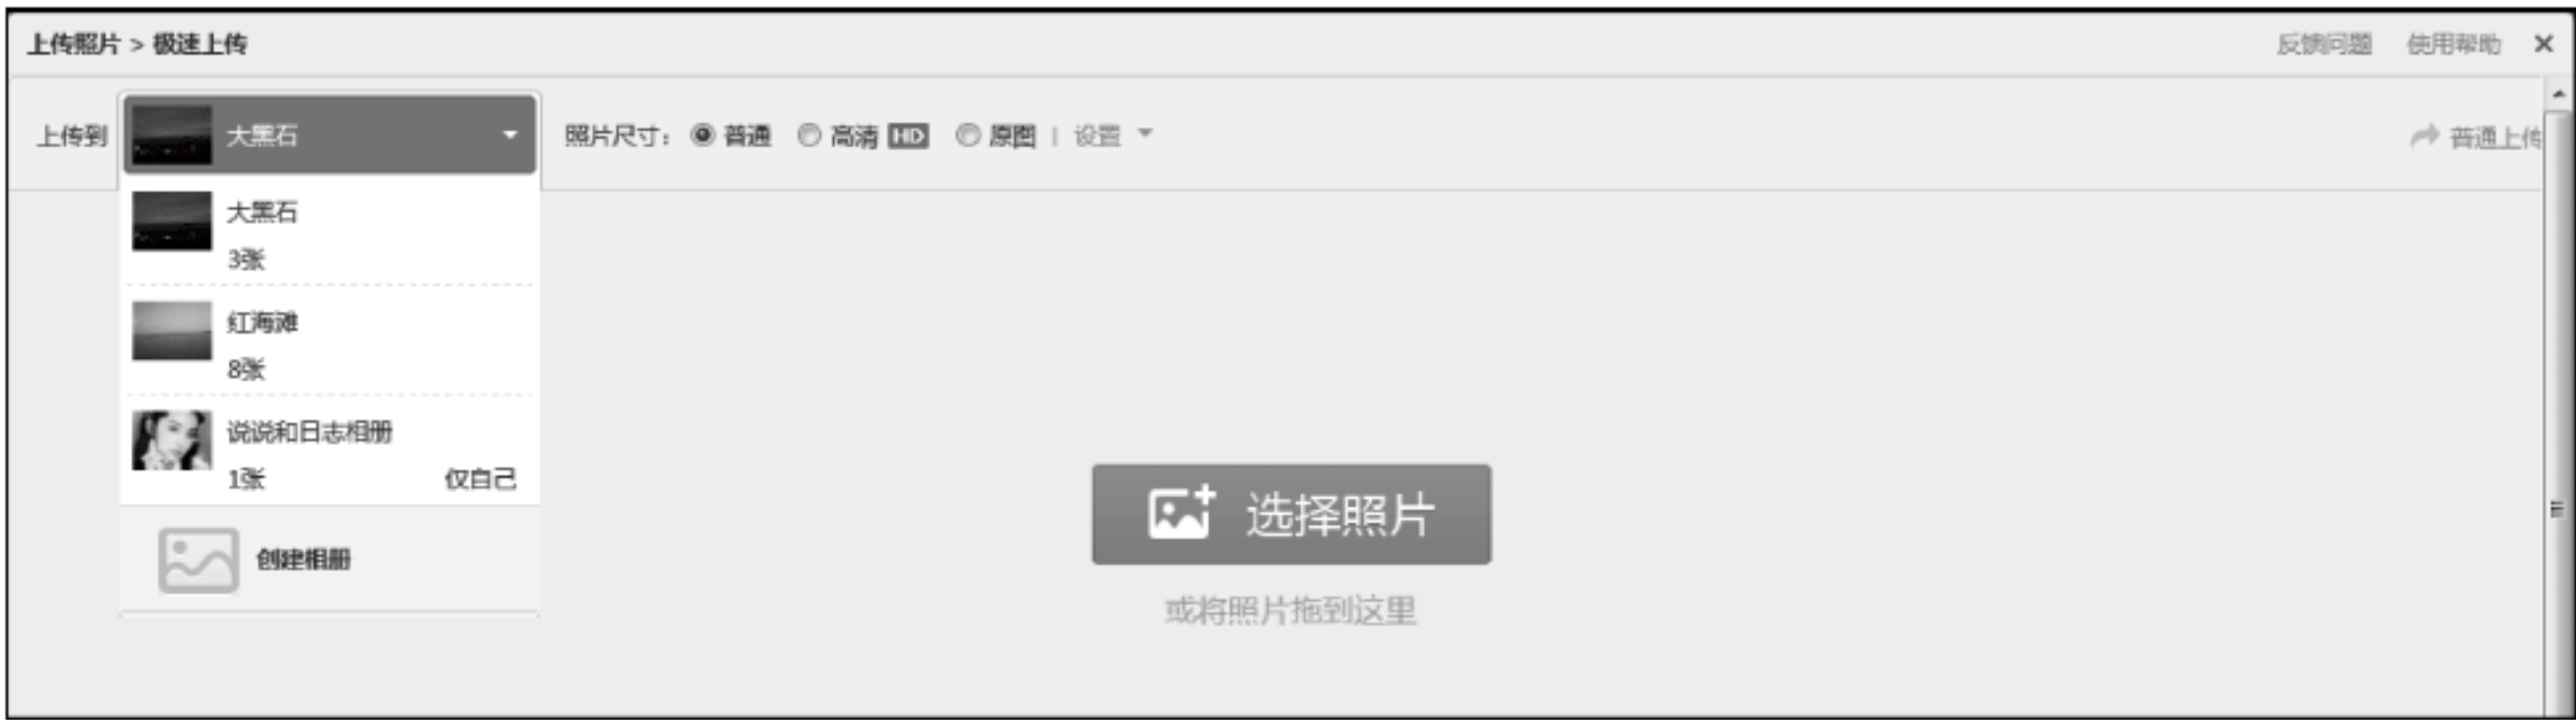 上传照片 > 极速上传 反馈问题 使用帮助 ×
上传到 大黑石 照片尺寸： 普通 高清 HD 原图 | 设置 普通上传
大黑石
3张
红海滩
8张
说说和日志相册
1张 仅自己
创建相册
选择照片
或将照片拖到这里